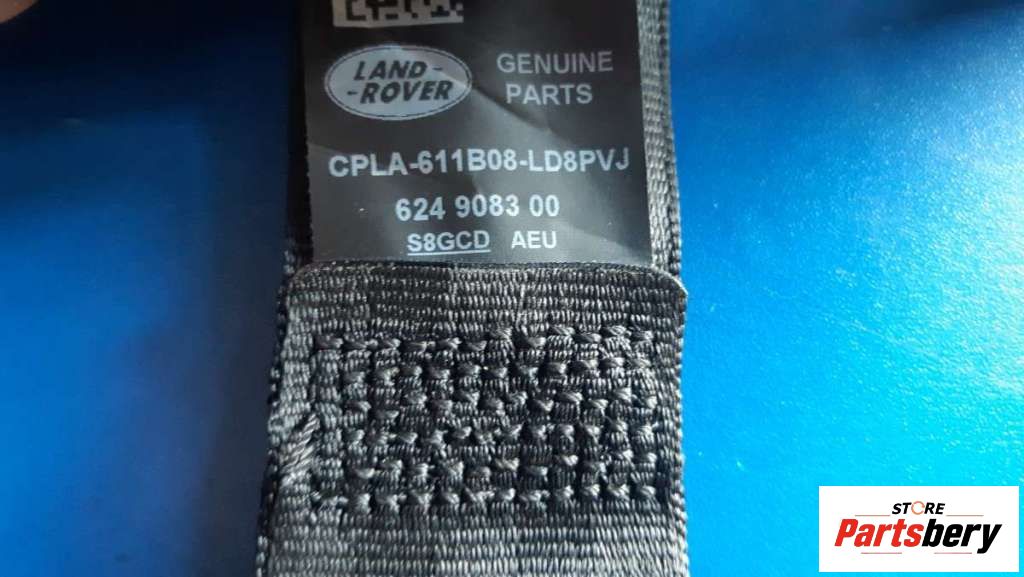 LAND-
-ROVER
GENUINE
PARTS
CPLA-611B08-LD8PVJ
624 9083 00
S8GCD AEU
STORE
Partsbery